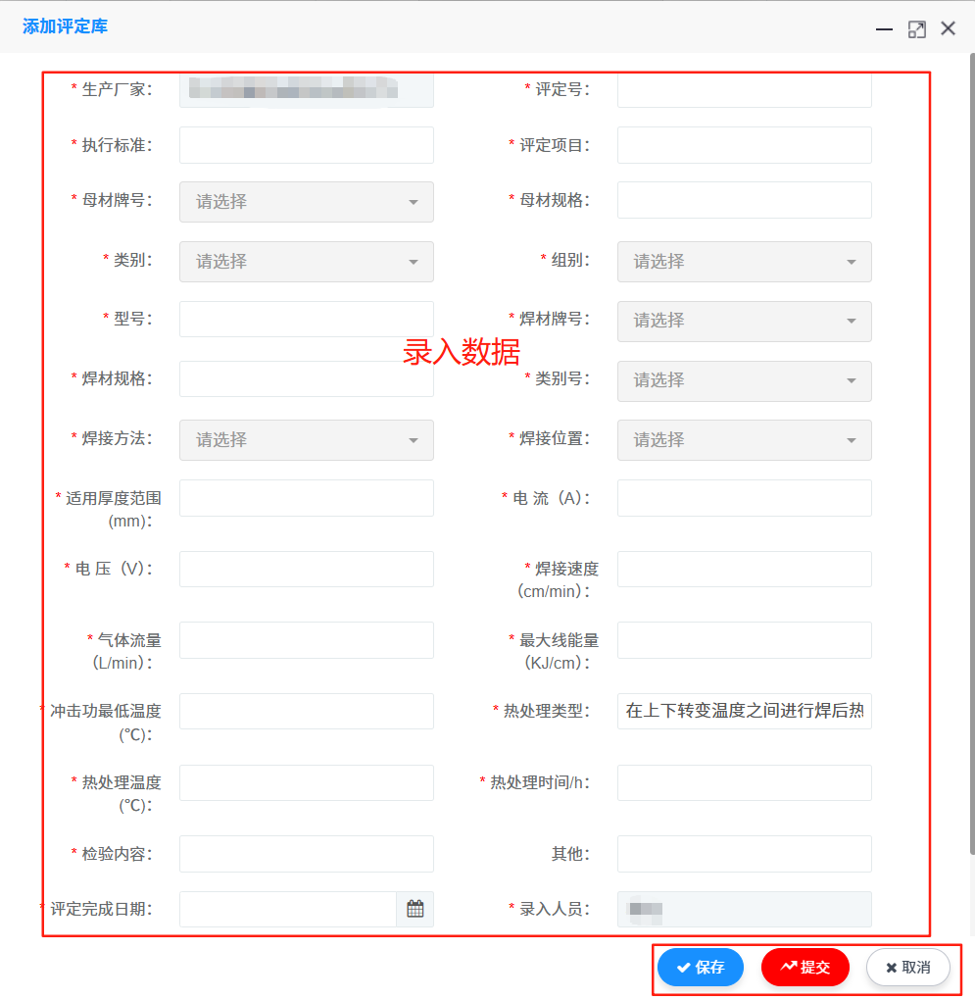 添加评定库
* 生产厂家：
* 评定号：
* 执行标准：
* 评定项目：
* 母材牌号： 请选择
* 母材规格：
* 类别： 请选择
* 组别： 请选择
* 型号：
* 焊材牌号： 请选择
录入数据
* 焊材规格：
* 类别号： 请选择
* 焊接方法： 请选择
* 焊接位置： 请选择
* 适用厚度范围
(mm)：
* 电 流（A）：
* 电 压（V）：
* 焊接速度
（cm/min）：
* 气体流量
（L/min）：
* 最大线能量
（KJ/cm）：
* 冲击功最低温度
(℃)：
* 热处理类型： 在上下转变温度之间进行焊后热
* 热处理温度
(℃)：
* 热处理时间/h：
* 检验内容：
其他：
* 评定完成日期：
* 录入人员：
保存
提交
取消